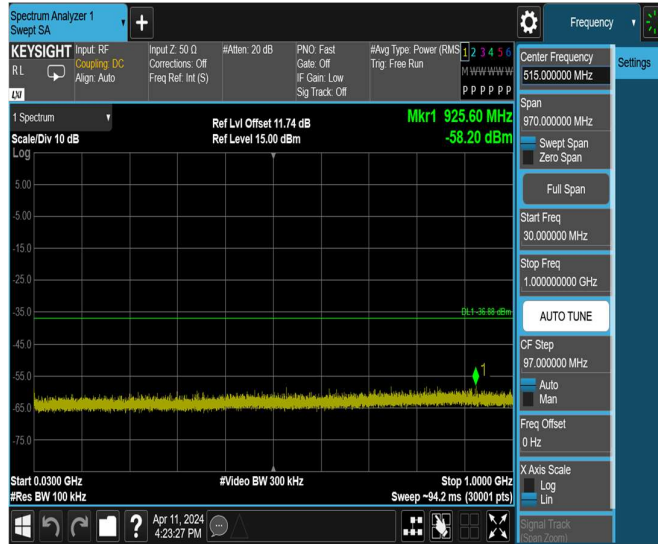 Spectrum Analyzer 1
Swept SA
+
Frequency
KEYSIGHT
RL
LXI
Input: RF
Coupling: DC
Align: Auto
Input Z: 50 Ω
Corrections: Off
Freq Ref: Int (S)
#Atten: 20 dB
PNO: Fast
Gate: Off
IF Gain: Low
Sig Track: Off
#Avg Type: Power (RMS
Trig: Free Run
1 2 3 4 5 6
M W W W W W
P P P P P P
1 Spectrum
Scale/Div 10 dB
Ref Lvl Offset 11.74 dB
Ref Level 15.00 dBm
Mkr1 925.60 MHz
-58.20 dBm
Log
5.00
-5.00
-15.0
-25.0
-35.0
-45.0
-55.0
-65.0
-75.0
DL1 -36.88 dBm
1
Start 0.0300 GHz
#Res BW 100 kHz
#Video BW 300 kHz
Stop 1.0000 GHz
Sweep ~94.2 ms (30001 pts)
?
Apr 11, 2024
4:23:27 PM
Center Frequency
515.000000 MHz
Settings
Span
970.000000 MHz
Swept Span
Zero Span
Full Span
Start Freq
30.000000 MHz
Stop Freq
1.000000000 GHz
AUTO TUNE
CF Step
97.000000 MHz
Auto
Man
Freq Offset
0 Hz
X Axis Scale
Log
Lin
Signal Track
(Span Zoom)